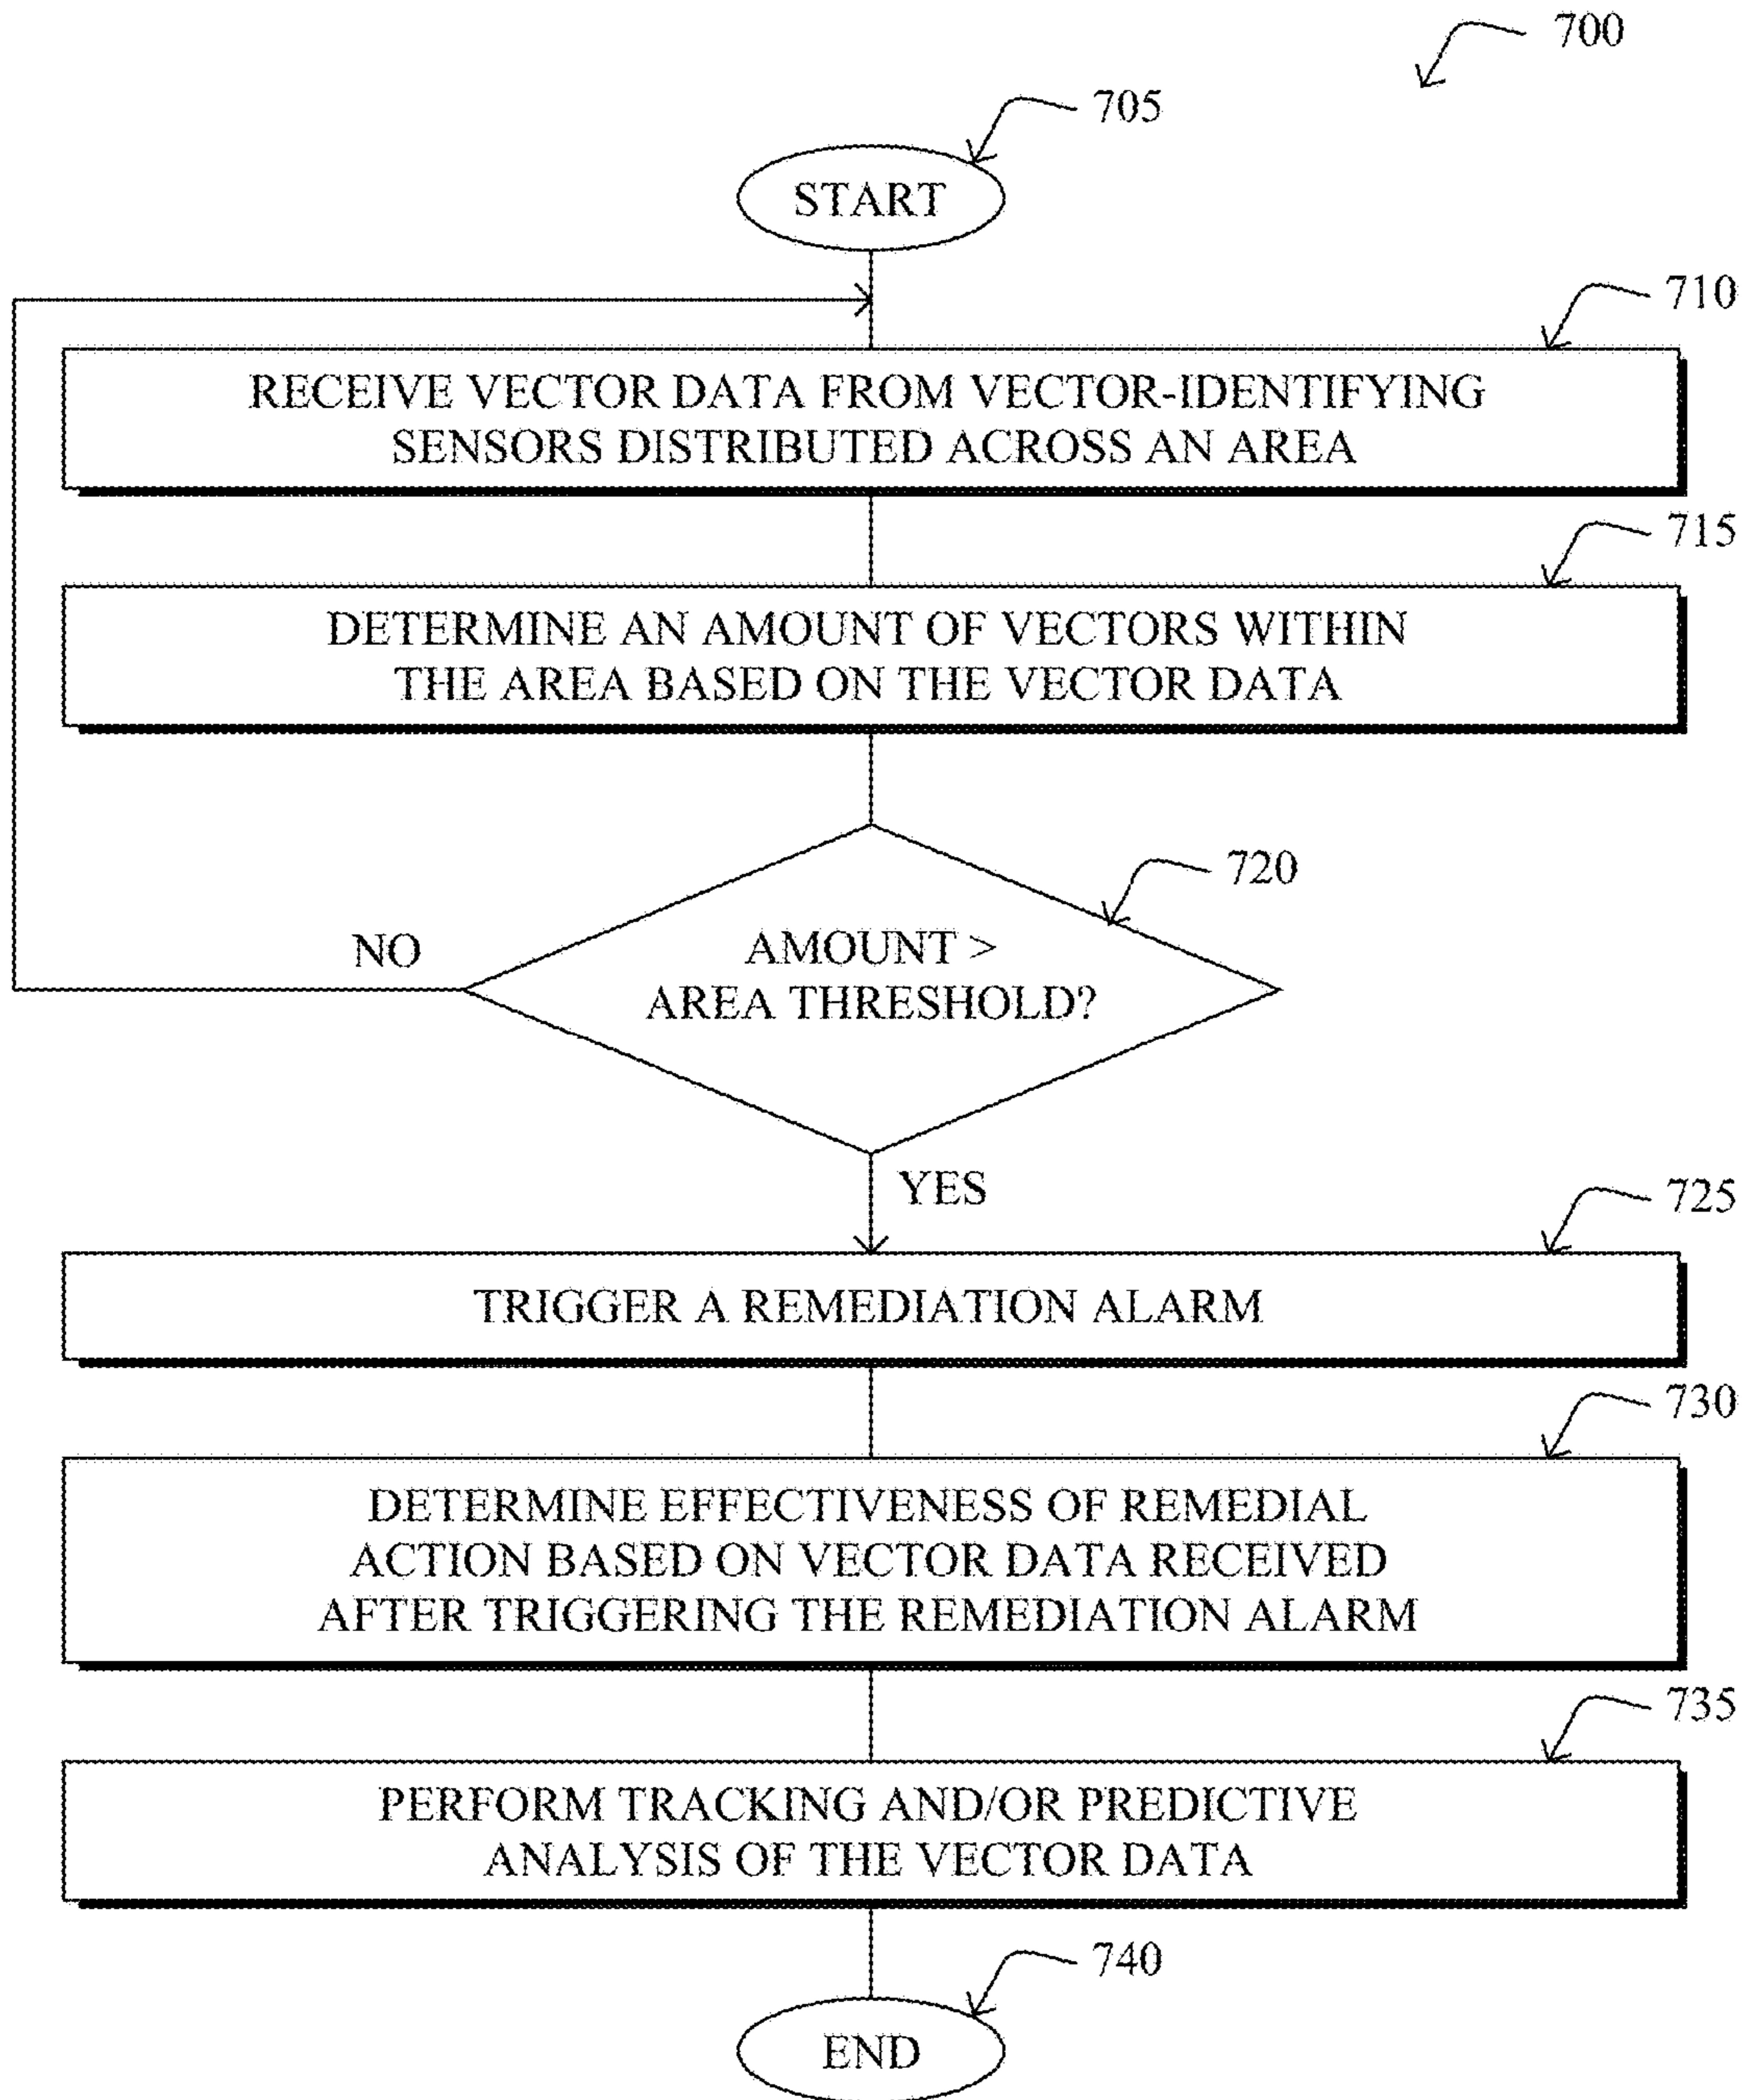 700
705
START
710
RECEIVE VECTOR DATA FROM VECTOR-IDENTIFYING
SENSORS DISTRIBUTED ACROSS AN AREA
715
DETERMINE AN AMOUNT OF VECTORS WITHIN
THE AREA BASED ON THE VECTOR DATA
720
NO
AMOUNT >
AREA THRESHOLD?
YES
725
TRIGGER A REMEDIATION ALARM
730
DETERMINE EFFECTIVENESS OF REMEDIAL
ACTION BASED ON VECTOR DATA RECEIVED
AFTER TRIGGERING THE REMEDIATION ALARM
735
PERFORM TRACKING AND/OR PREDICTIVE
ANALYSIS OF THE VECTOR DATA
740
END